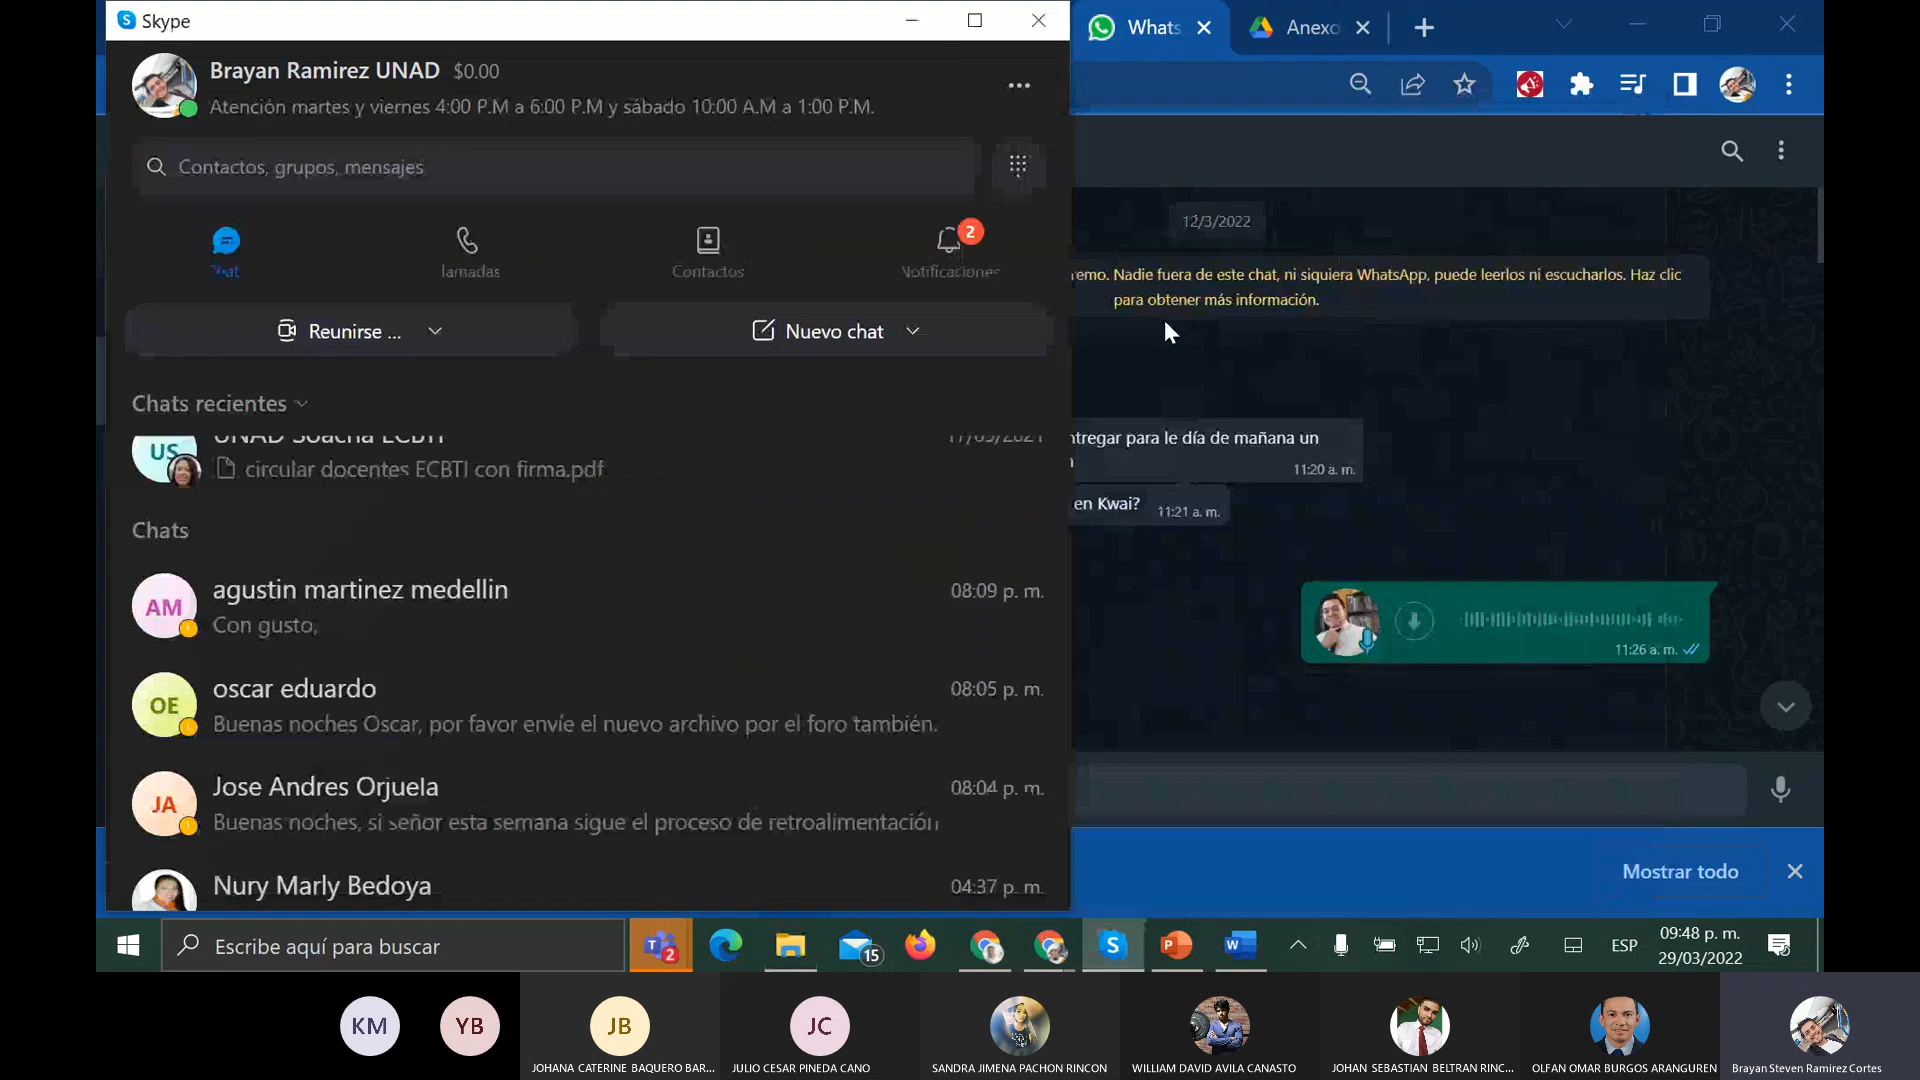 Skype
Brayan Ramirez UNAD $0.00
Atención martes y viernes 4:00 P.M a 6:00 P.M y sábado 10:00 A.M a 1:00 P.M.
Contactos, grupos, mensajes
Contactos
2
Notificaciones
Reunirse ...
Nuevo chat
Chats recientes
US
UNAD Soacha ECBTI
circular docentes ECBTI con firma.pdf
Chats
AM
agustin martinez medellin
08:09 p. m.
Con gusto,
OE
oscar eduardo
08:05 p. m.
Buenas noches Oscar, por favor envíe el nuevo archivo por el foro también.
JA
Jose Andres Orjuela
08:04 p. m.
Buenas noches, si señor esta semana sigue el proceso de retroalimentación
Nury Marly Bedoya
04:37 p. m.
Whats
Anexo
12/3/2022
remo. Nadie fuera de este chat, ni siquiera WhatsApp, puede leerlos ni escucharlos. Haz clic
para obtener más información.
ntregar para le día de mañana un
11:20 a. m.
en Kwai?
11:21 a. m.
11:26 a. m.
Mostrar todo
Escribe aquí para buscar
2
15
ESP
09:48 p. m.
29/03/2022
KM
YB
JB
JOHANA CATERINE BAQUERO BAR...
JC
JULIO CESAR PINEDA CANO
SANDRA JIMENA PACHON RINCON
WILLIAM DAVID AVILA CANASTO
JOHAN SEBASTIAN BELTRAN RINC...
OLFAN OMAR BURGOS ARANGUREN
Brayan Steven Ramirez Cortes